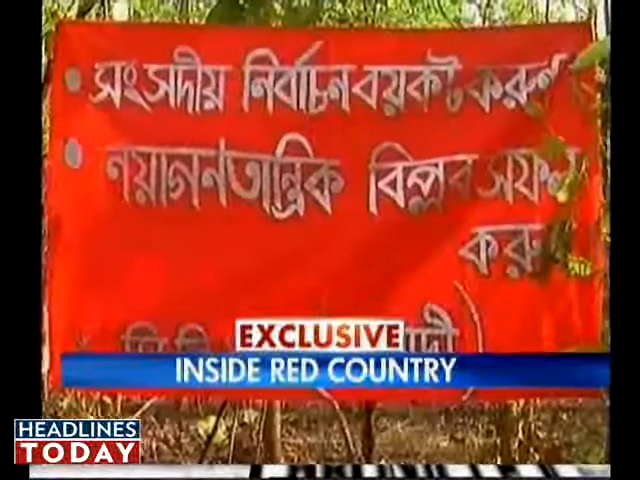 • সংসদীয় নির্বাচন বয়কট করুন
• নয়াগনতান্ত্রিক বিপ্লব সফল
করুন
EXCLUSIVE
INSIDE RED COUNTRY
HEADLINES
TODAY